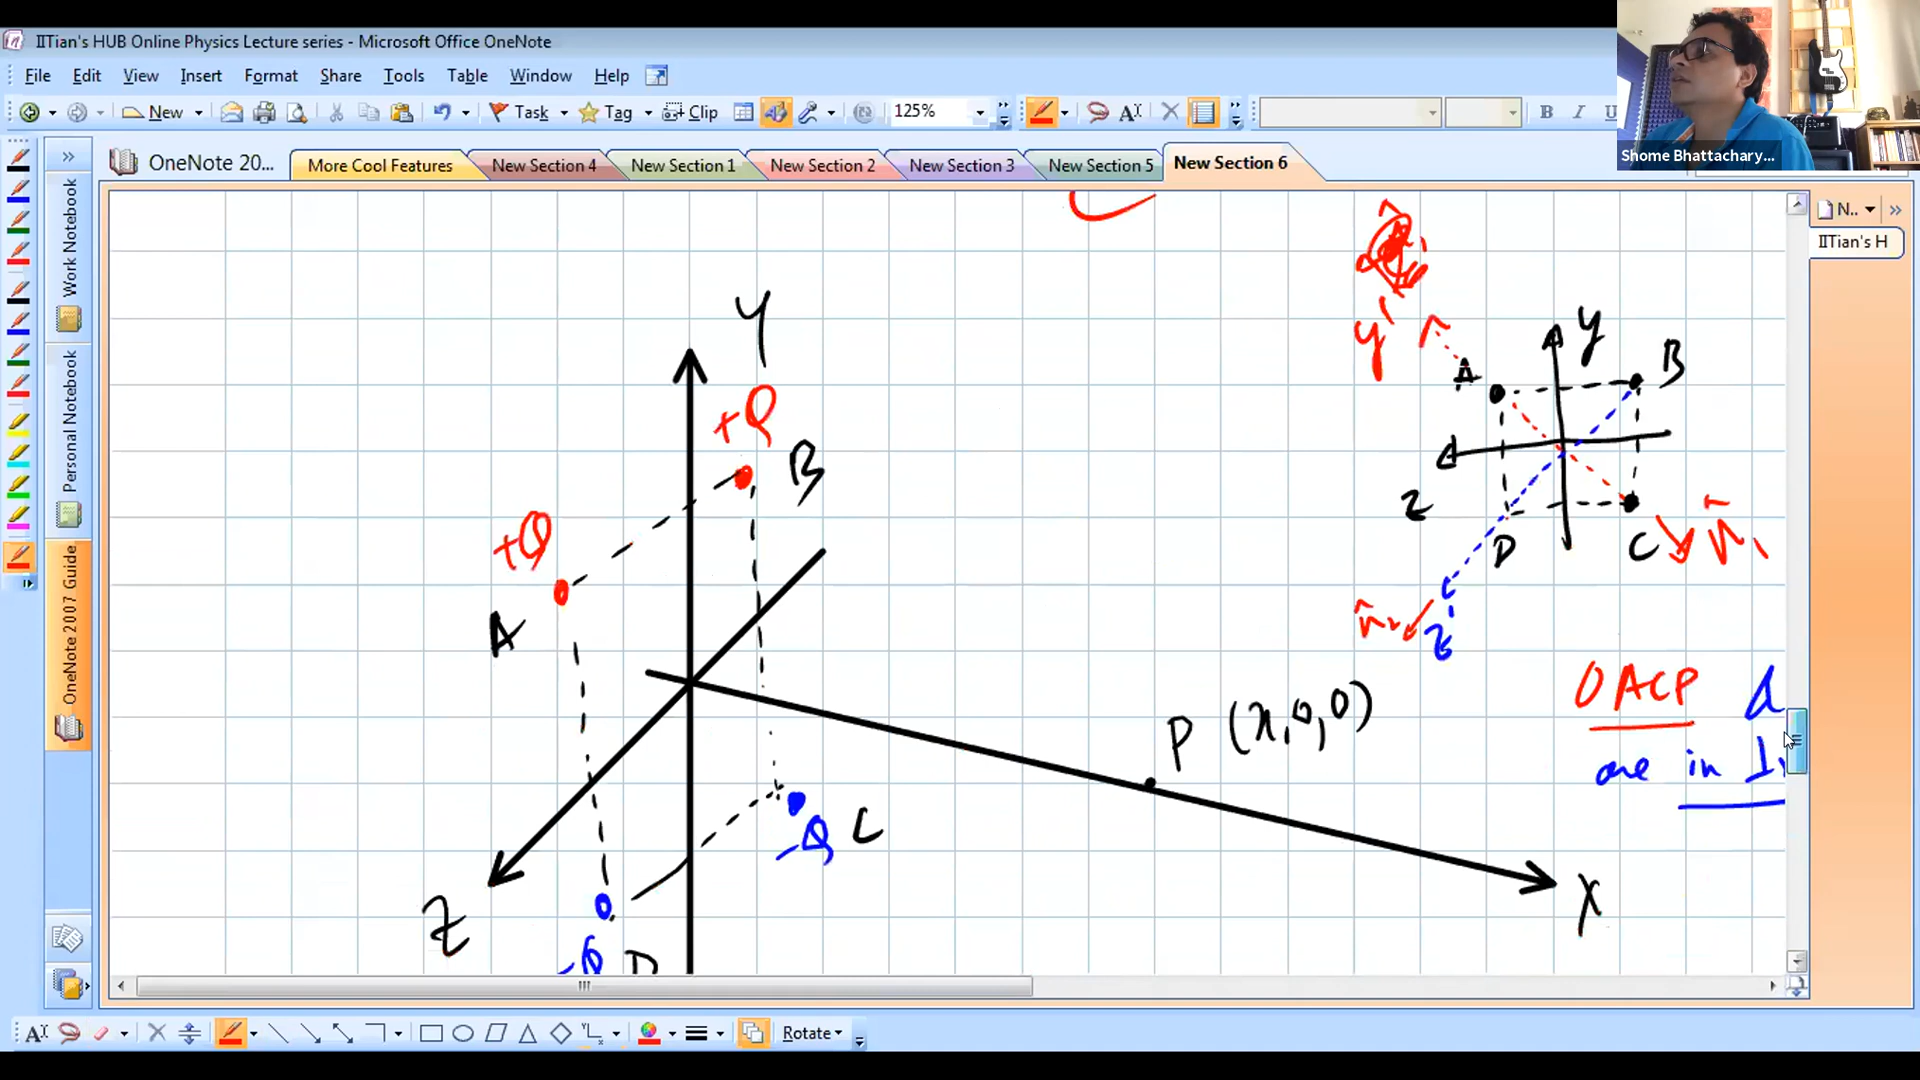 IITian's HUB Online Physics Lecture series - Microsoft Office OneNote
File Edit View Insert Format Share Tools Table Window Help
New Task Tag Clip 125% B I U
OneNote 20... More Cool Features New Section 4 New Section 1 New Section 2 New Section 3 New Section 5 New Section 6
Shome Bhattachary...
N..
IITian's H
Work Notebook
Personal Notebook
OneNote 2007 Guide
Y
+Q
B
+Q
A
P (x,0,0)
-Q C
Z
X
-Q D
y'
y
A B
Z
D C n̂1
n̂2 z'
OACP
are in
Rotate